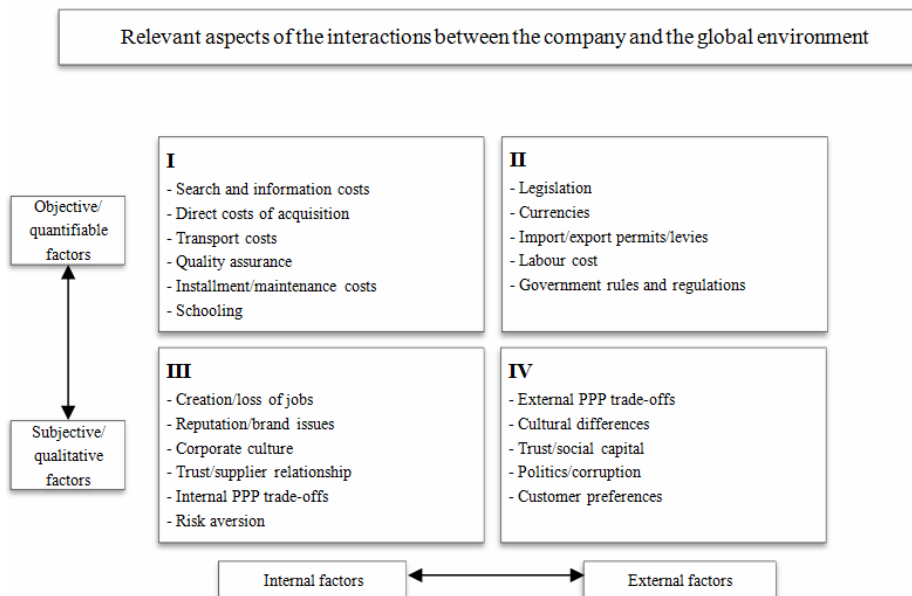 Relevant aspects of the interactions between the company and the global environment
I
- Search and information costs
- Direct costs of acquisition
- Transport costs
- Quality assurance
- Installment/maintenance costs
- Schooling
II
- Legislation
- Currencies
- Import/export permits/levies
- Labour cost
- Government rules and regulations
Objective/
quantifiable
factors
III
- Creation/loss of jobs
- Reputation/brand issues
- Corporate culture
- Trust/supplier relationship
- Internal PPP trade-offs
- Risk aversion
IV
- External PPP trade-offs
- Cultural differences
- Trust/social capital
- Politics/corruption
- Customer preferences
Subjective/
qualitative
factors
Internal factors
External factors